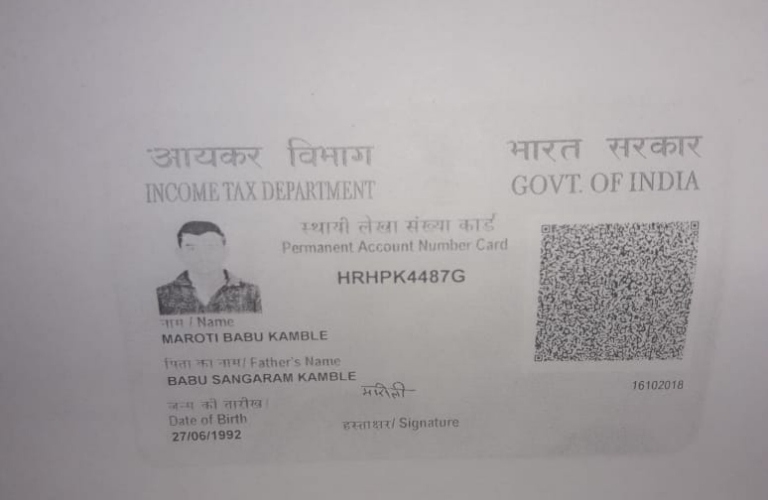 आयकर विभाग
भारत सरकार
INCOME TAX DEPARTMENT
GOVT. OF INDIA
स्थायी लेखा संख्या कार्ड
Permanent Account Number Card
HRHPK4487G
नाम / Name
MAROTI BABU KAMBLE
पिता का नाम/ Father's Name
BABU SANGARAM KAMBLE
16102018
जन्म की तारीख/
Date of Birth
27/06/1992
हस्ताक्षर/ Signature